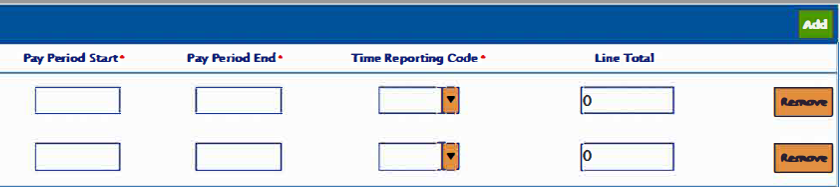 Add
Pay Period Start* Pay Period End* Time Reporting Code* Line Total
0 Remove
0 Remove